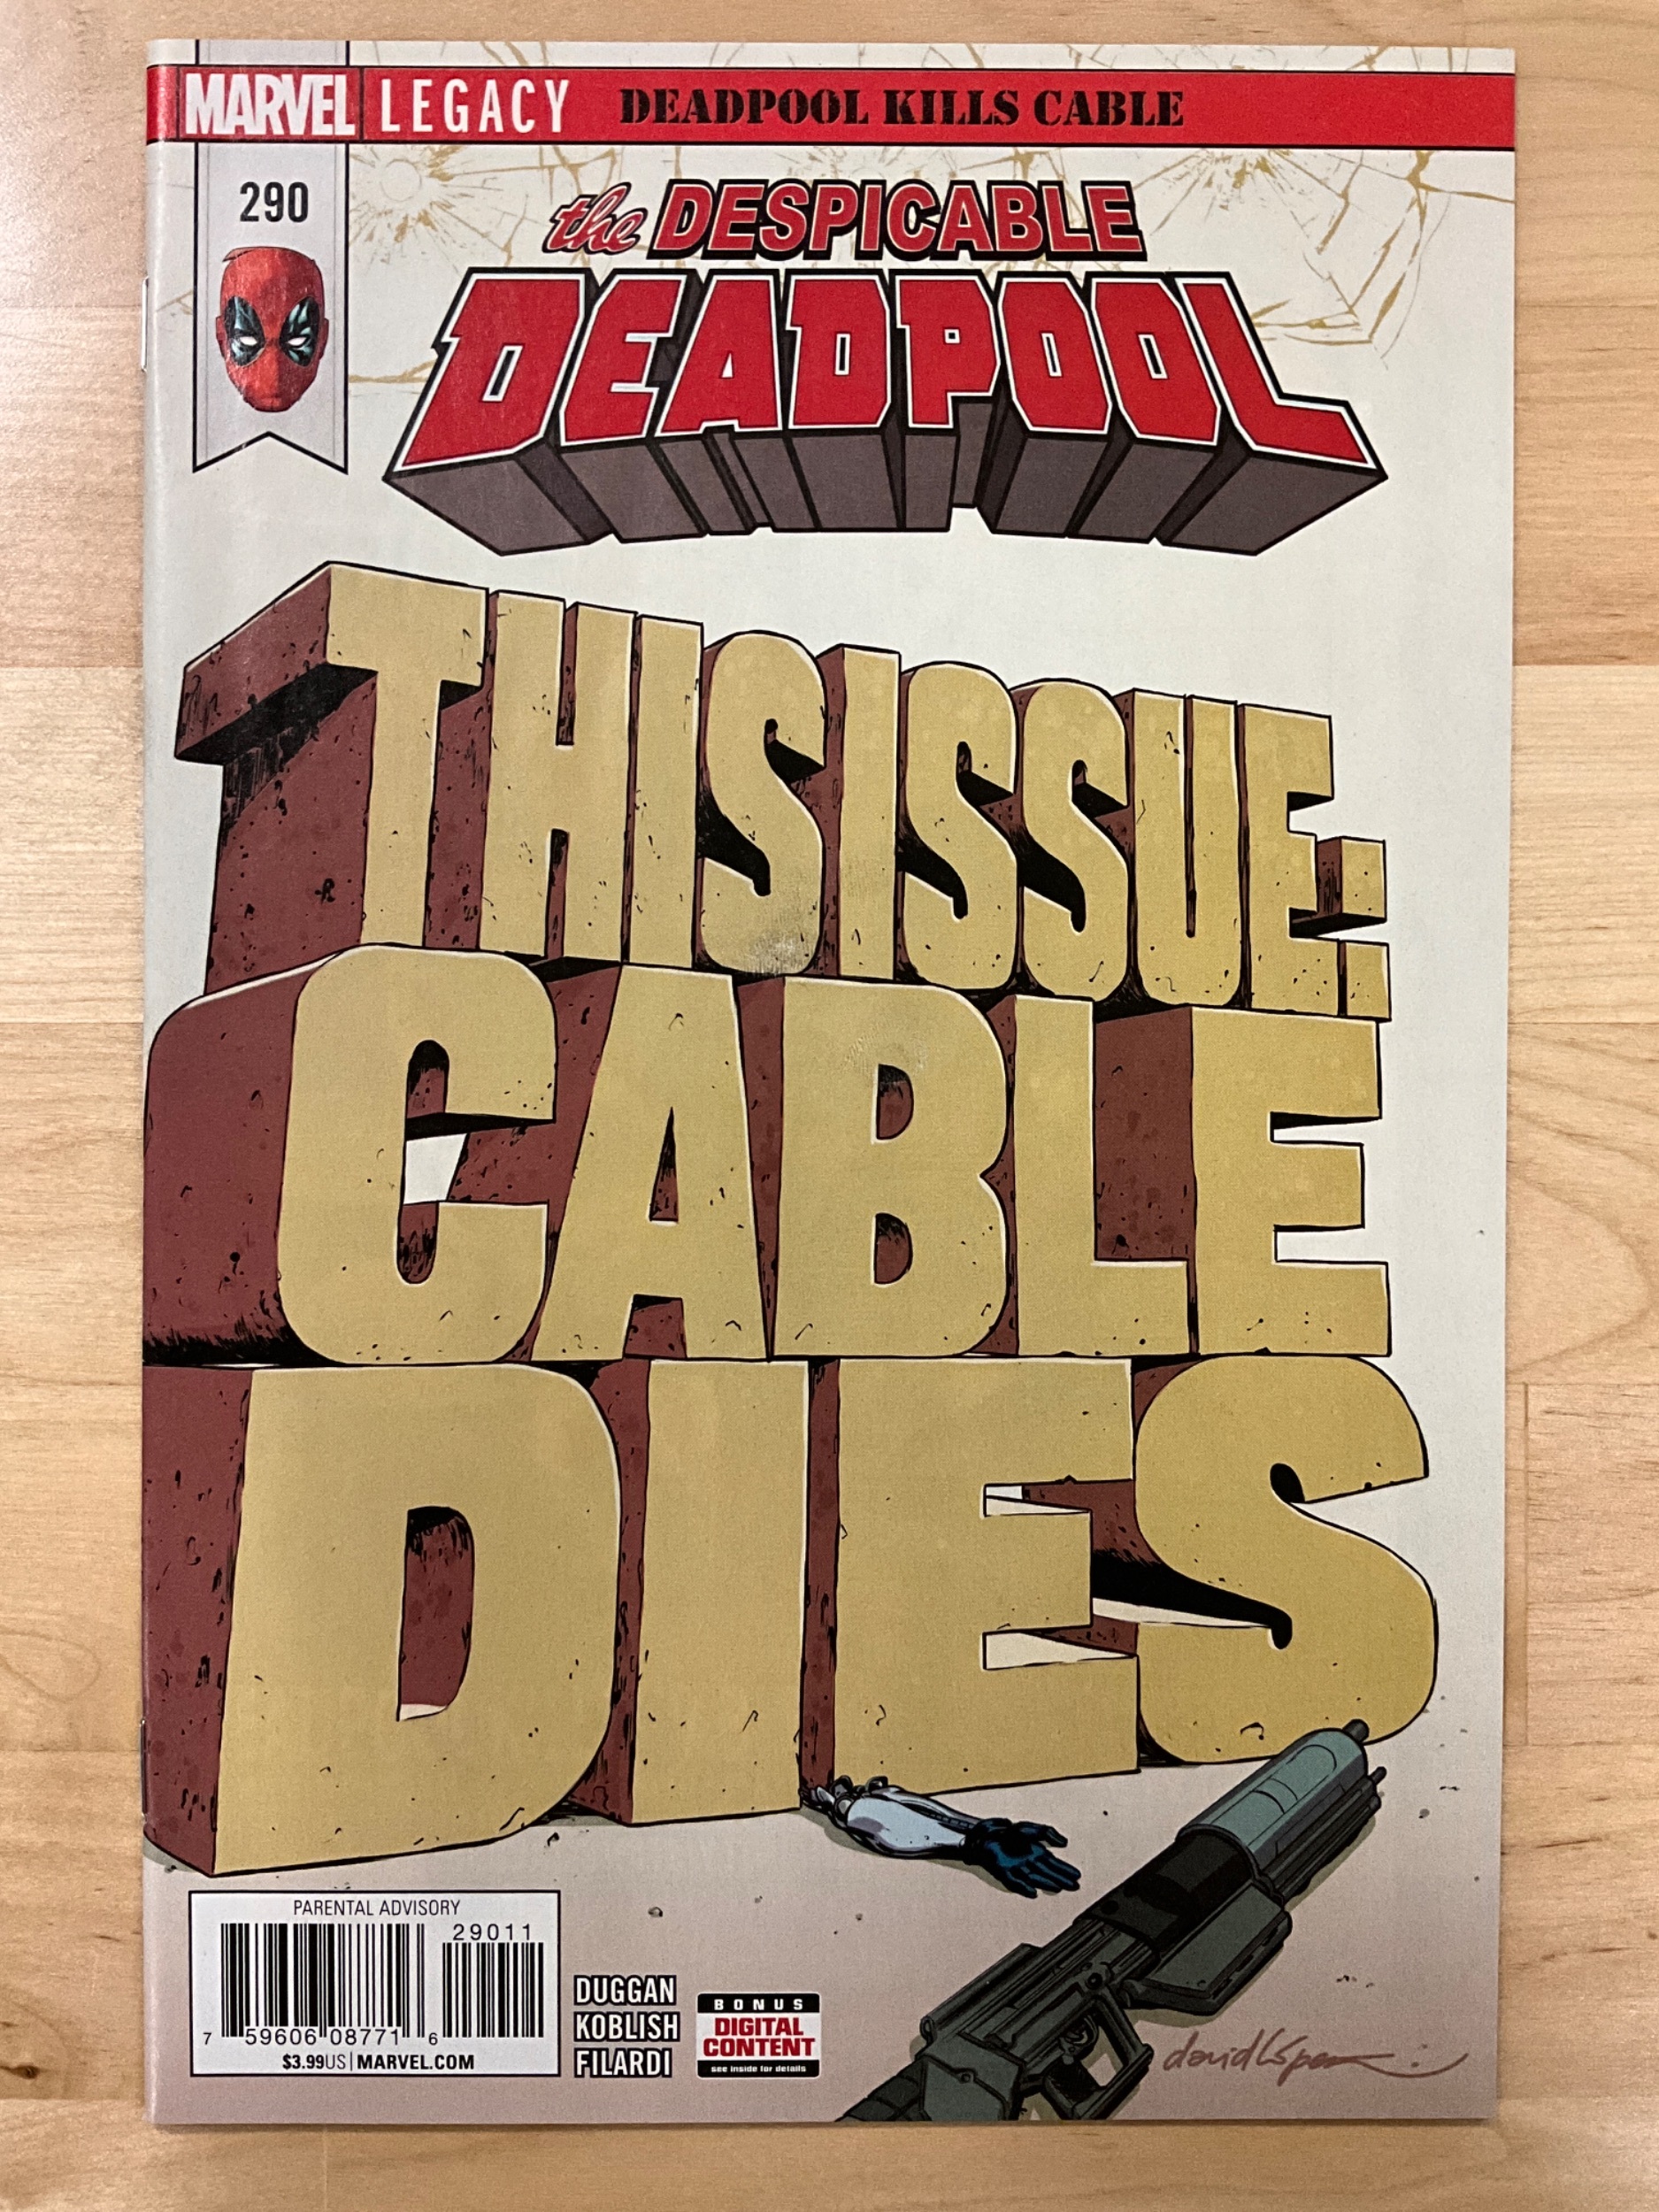 MARVEL LEGACY DEADPOOL KILLS CABLE
290
the DESPICABLE
DEADPOOL
THIS ISSUE:
CABLE
DIES
PARENTAL ADVISORY
29011
7 59606 08771 6
$3.99US | MARVEL.COM
DUGGAN
KOBLISH
FILARDI
BONUS
DIGITAL
CONTENT
see inside for details